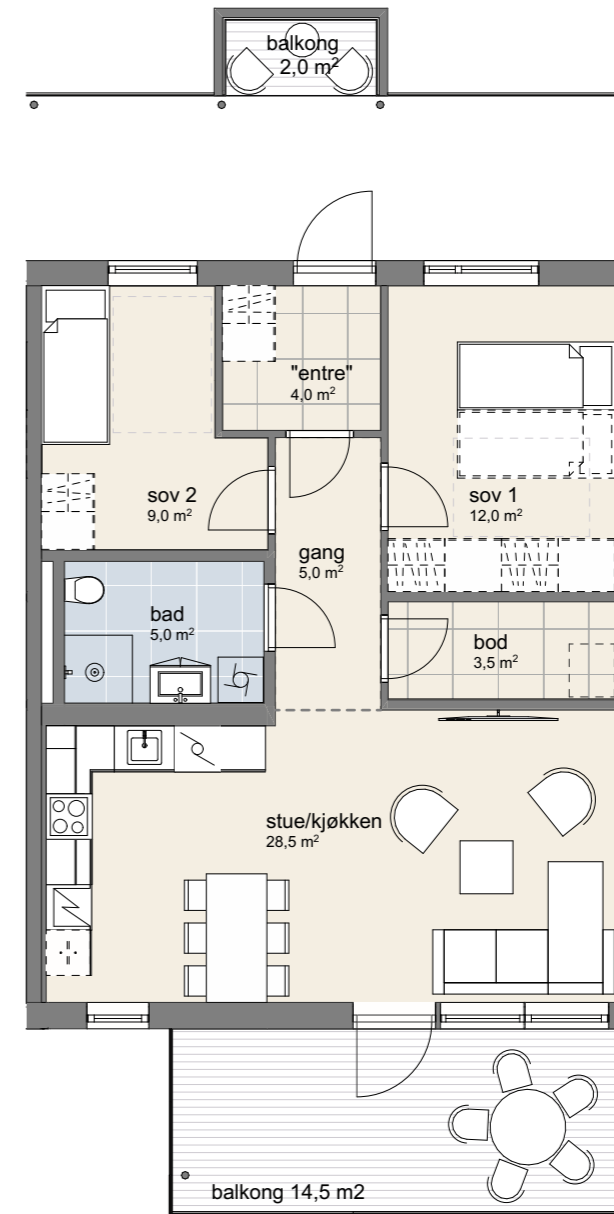 balkong
2,0 m²
"entre"
4,0 m²
sov 2
9,0 m²
sov 1
12,0 m²
gang
5,0 m²
bad
5,0 m²
bod
3,5 m²
stue/kjøkken
28,5 m²
balkong 14,5 m2